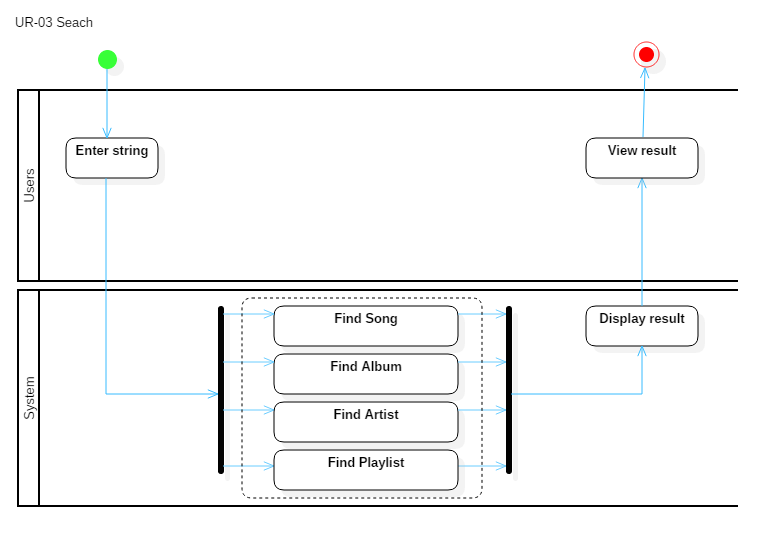 UR-03 Seach
Users
Enter string
View result
System
Find Song
Find Album
Find Artist
Find Playlist
Display result